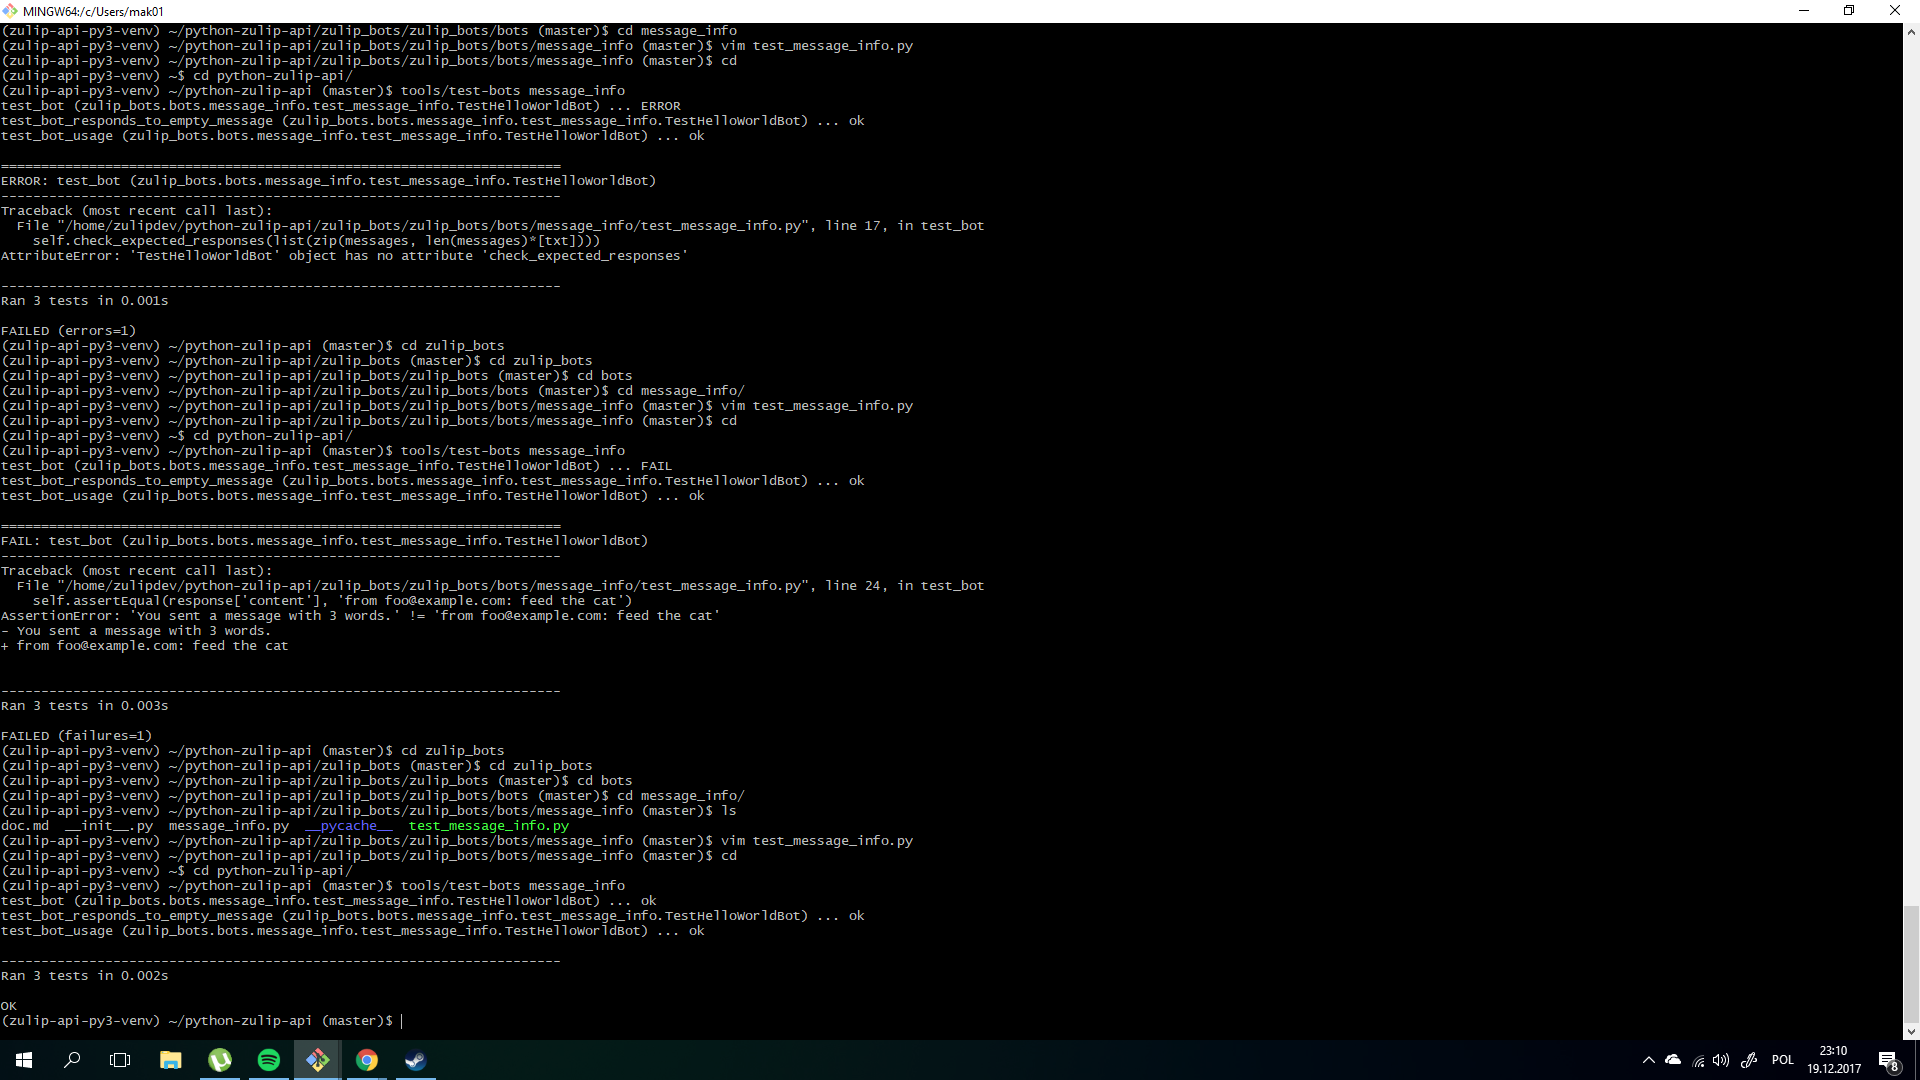 MINGW64:/c/Users/mak01
(zulip-api-py3-venv) ~/python-zulip-api/zulip_bots/zulip_bots/bots (master)$ cd message_info
(zulip-api-py3-venv) ~/python-zulip-api/zulip_bots/zulip_bots/bots/message_info (master)$ vim test_message_info.py
(zulip-api-py3-venv) ~/python-zulip-api/zulip_bots/zulip_bots/bots/message_info (master)$ cd
(zulip-api-py3-venv) ~$ cd python-zulip-api/
(zulip-api-py3-venv) ~/python-zulip-api (master)$ tools/test-bots message_info
test_bot (zulip_bots.bots.message_info.test_message_info.TestHelloWorldBot) ... ERROR
test_bot_responds_to_empty_message (zulip_bots.bots.message_info.test_message_info.TestHelloWorldBot) ... ok
test_bot_usage (zulip_bots.bots.message_info.test_message_info.TestHelloWorldBot) ... ok
======================================================================
ERROR: test_bot (zulip_bots.bots.message_info.test_message_info.TestHelloWorldBot)
----------------------------------------------------------------------
Traceback (most recent call last):
  File "/home/zulipdev/python-zulip-api/zulip_bots/zulip_bots/bots/message_info/test_message_info.py", line 17, in test_bot
    self.check_expected_responses(list(zip(messages, len(messages)*[txt])))
AttributeError: 'TestHelloWorldBot' object has no attribute 'check_expected_responses'
----------------------------------------------------------------------
Ran 3 tests in 0.001s
FAILED (errors=1)
(zulip-api-py3-venv) ~/python-zulip-api (master)$ cd zulip_bots
(zulip-api-py3-venv) ~/python-zulip-api/zulip_bots (master)$ cd zulip_bots
(zulip-api-py3-venv) ~/python-zulip-api/zulip_bots/zulip_bots (master)$ cd bots
(zulip-api-py3-venv) ~/python-zulip-api/zulip_bots/zulip_bots/bots (master)$ cd message_info/
(zulip-api-py3-venv) ~/python-zulip-api/zulip_bots/zulip_bots/bots/message_info (master)$ vim test_message_info.py
(zulip-api-py3-venv) ~/python-zulip-api/zulip_bots/zulip_bots/bots/message_info (master)$ cd
(zulip-api-py3-venv) ~$ cd python-zulip-api/
(zulip-api-py3-venv) ~/python-zulip-api (master)$ tools/test-bots message_info
test_bot (zulip_bots.bots.message_info.test_message_info.TestHelloWorldBot) ... FAIL
test_bot_responds_to_empty_message (zulip_bots.bots.message_info.test_message_info.TestHelloWorldBot) ... ok
test_bot_usage (zulip_bots.bots.message_info.test_message_info.TestHelloWorldBot) ... ok
======================================================================
FAIL: test_bot (zulip_bots.bots.message_info.test_message_info.TestHelloWorldBot)
----------------------------------------------------------------------
Traceback (most recent call last):
  File "/home/zulipdev/python-zulip-api/zulip_bots/zulip_bots/bots/message_info/test_message_info.py", line 24, in test_bot
    self.assertEqual(response['content'], 'from foo@example.com: feed the cat')
AssertionError: 'You sent a message with 3 words.' != 'from foo@example.com: feed the cat'
- You sent a message with 3 words.
+ from foo@example.com: feed the cat
----------------------------------------------------------------------
Ran 3 tests in 0.003s
FAILED (failures=1)
(zulip-api-py3-venv) ~/python-zulip-api (master)$ cd zulip_bots
(zulip-api-py3-venv) ~/python-zulip-api/zulip_bots (master)$ cd zulip_bots
(zulip-api-py3-venv) ~/python-zulip-api/zulip_bots/zulip_bots (master)$ cd bots
(zulip-api-py3-venv) ~/python-zulip-api/zulip_bots/zulip_bots/bots (master)$ cd message_info/
(zulip-api-py3-venv) ~/python-zulip-api/zulip_bots/zulip_bots/bots/message_info (master)$ ls
doc.md  __init__.py  message_info.py  __pycache__  test_message_info.py
(zulip-api-py3-venv) ~/python-zulip-api/zulip_bots/zulip_bots/bots/message_info (master)$ vim test_message_info.py
(zulip-api-py3-venv) ~/python-zulip-api/zulip_bots/zulip_bots/bots/message_info (master)$ cd
(zulip-api-py3-venv) ~$ cd python-zulip-api/
(zulip-api-py3-venv) ~/python-zulip-api (master)$ tools/test-bots message_info
test_bot (zulip_bots.bots.message_info.test_message_info.TestHelloWorldBot) ... ok
test_bot_responds_to_empty_message (zulip_bots.bots.message_info.test_message_info.TestHelloWorldBot) ... ok
test_bot_usage (zulip_bots.bots.message_info.test_message_info.TestHelloWorldBot) ... ok
----------------------------------------------------------------------
Ran 3 tests in 0.002s
OK
(zulip-api-py3-venv) ~/python-zulip-api (master)$
POL
23:10
19.12.2017
8